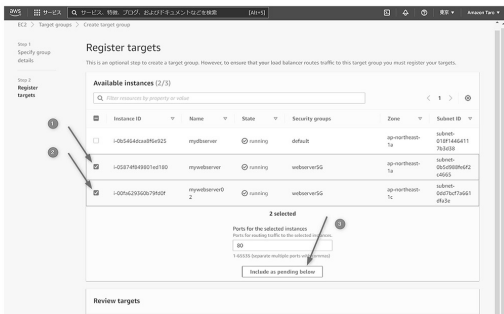 aws
サービス
サービス、特徴、ブログ、およびドキュメントなどを検索
[Alt+S]
東京 ▼
Amazon Taro ▼
EC2 > Target groups > Create target group
Step 1
Specify group
details
Step 2
Register
targets
Register targets
This is an optional step to create a target group. However, to ensure that your load balancer routes traffic to this target group you must register your targets.
Available instances (2/3)
Filter resources by property or value
< 1 >
Instance ID Name State Security groups Zone Subnet ID
i-0b5464dcaa8f6e925 mydbserver running default ap-northeast-1a
7b3d38
i-05874f849801ed180 mywebserver running webserverSG ap-northeast-1a
c4665
mywebserver02 running webserverSG ap-northeast-1c
dfa3e
1
2
2 selected
3
Ports for the selected instances
Ports for routing traffic to the selected instances.
80
1-65535 (separate multiple ports with commas)
Include as pending below
Review targets